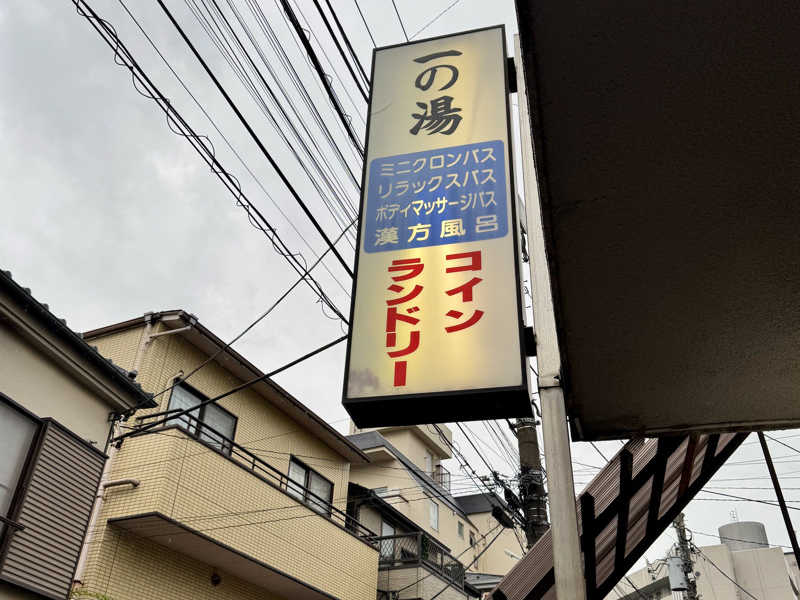 一の湯
ミニクロンバス
リラックスバス
ボディマッサージバス
漢方風呂
コイン
ランドリー